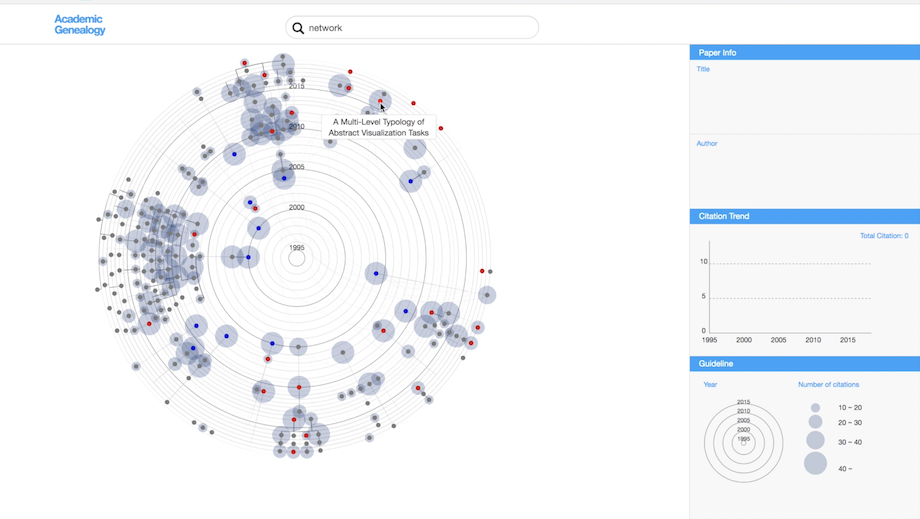 Academic
Genealogy
network
2015
2010
2005
2000
1995
A Multi-Level Typology of
Abstract Visualization Tasks
Paper Info
Title
Author
Citation Trend
Total Citation: 0
10
5
0
1995 2000 2005 2010 2015
Guideline
Year
Number of citations
2015
2010
2005
2000
1995
10 ~ 20
20 ~ 30
30 ~ 40
40 ~